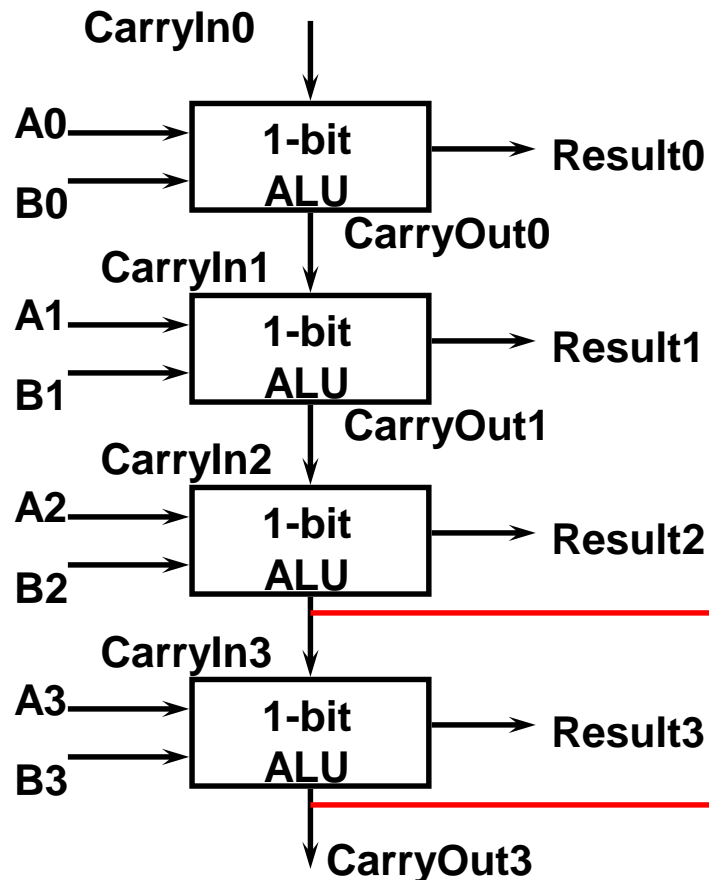 CarryIn0
A0
1-bit
ALU
Result0
B0
CarryOut0
CarryIn1
A1
1-bit
ALU
Result1
B1
CarryOut1
CarryIn2
A2
1-bit
ALU
Result2
B2
CarryIn3
A3
1-bit
ALU
Result3
B3
CarryOut3